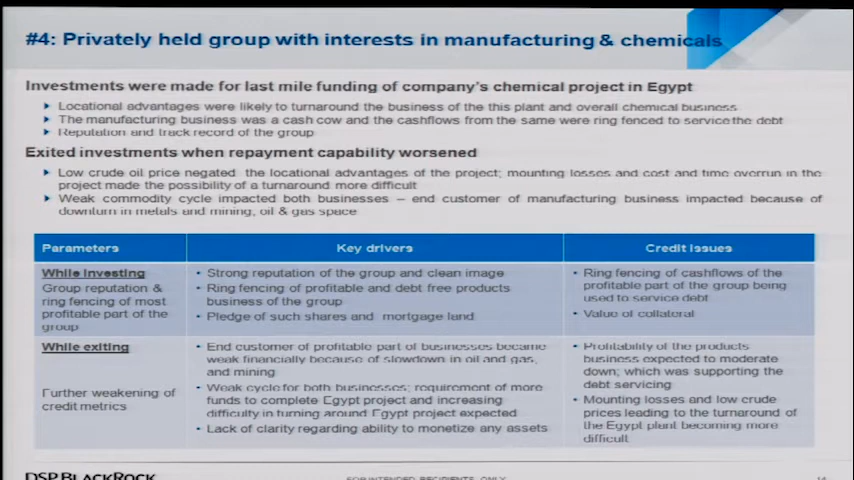 #4: Privately held group with interests in manufacturing & chemicals
Investments were made for last mile funding of company's chemical project in Egypt
Locational advantages were likely to turnaround the business of the this plant and overall chemical business
The manufacturing business was a cash cow and the cashflows from the same were ring fenced to service the debt
Reputation and track record of the group
Exited investments when repayment capability worsened
Low crude oil price negated the locational advantages of the project; mounting losses and cost and time overrun in the
project made the possibility of a turnaround more difficult
Weak commodity cycle impacted both businesses – end customer of manufacturing business impacted because of
downturn in metals and mining, oil & gas space
Parameters
Key drivers
Credit issues
While investing
Group reputation &
ring fencing of most
profitable part of the
group
• Strong reputation of the group and clean image
• Ring fencing of profitable and debt free products
business of the group
• Pledge of such shares and mortgage land
• Ring fencing of cashflows of the
profitable part of the group being
used to service debt
• Value of collateral
While exiting
Further weakening of
credit metrics
• End customer of profitable part of businesses became
weak financially because of slowdown in oil and gas,
and mining
• Weak cycle for both businesses; requirement of more
funds to complete Egypt project and increasing
difficulty in turning around Egypt project expected
• Lack of clarity regarding ability to monetize any assets
• Profitability of the products
business expected to moderate
down; which was supporting the
debt servicing
• Mounting losses and low crude
prices leading to the turnaround of
the Egypt plant becoming more
difficult
DSP BLACKROCK
FOR INTENDED RECIPIENTS ONLY
14